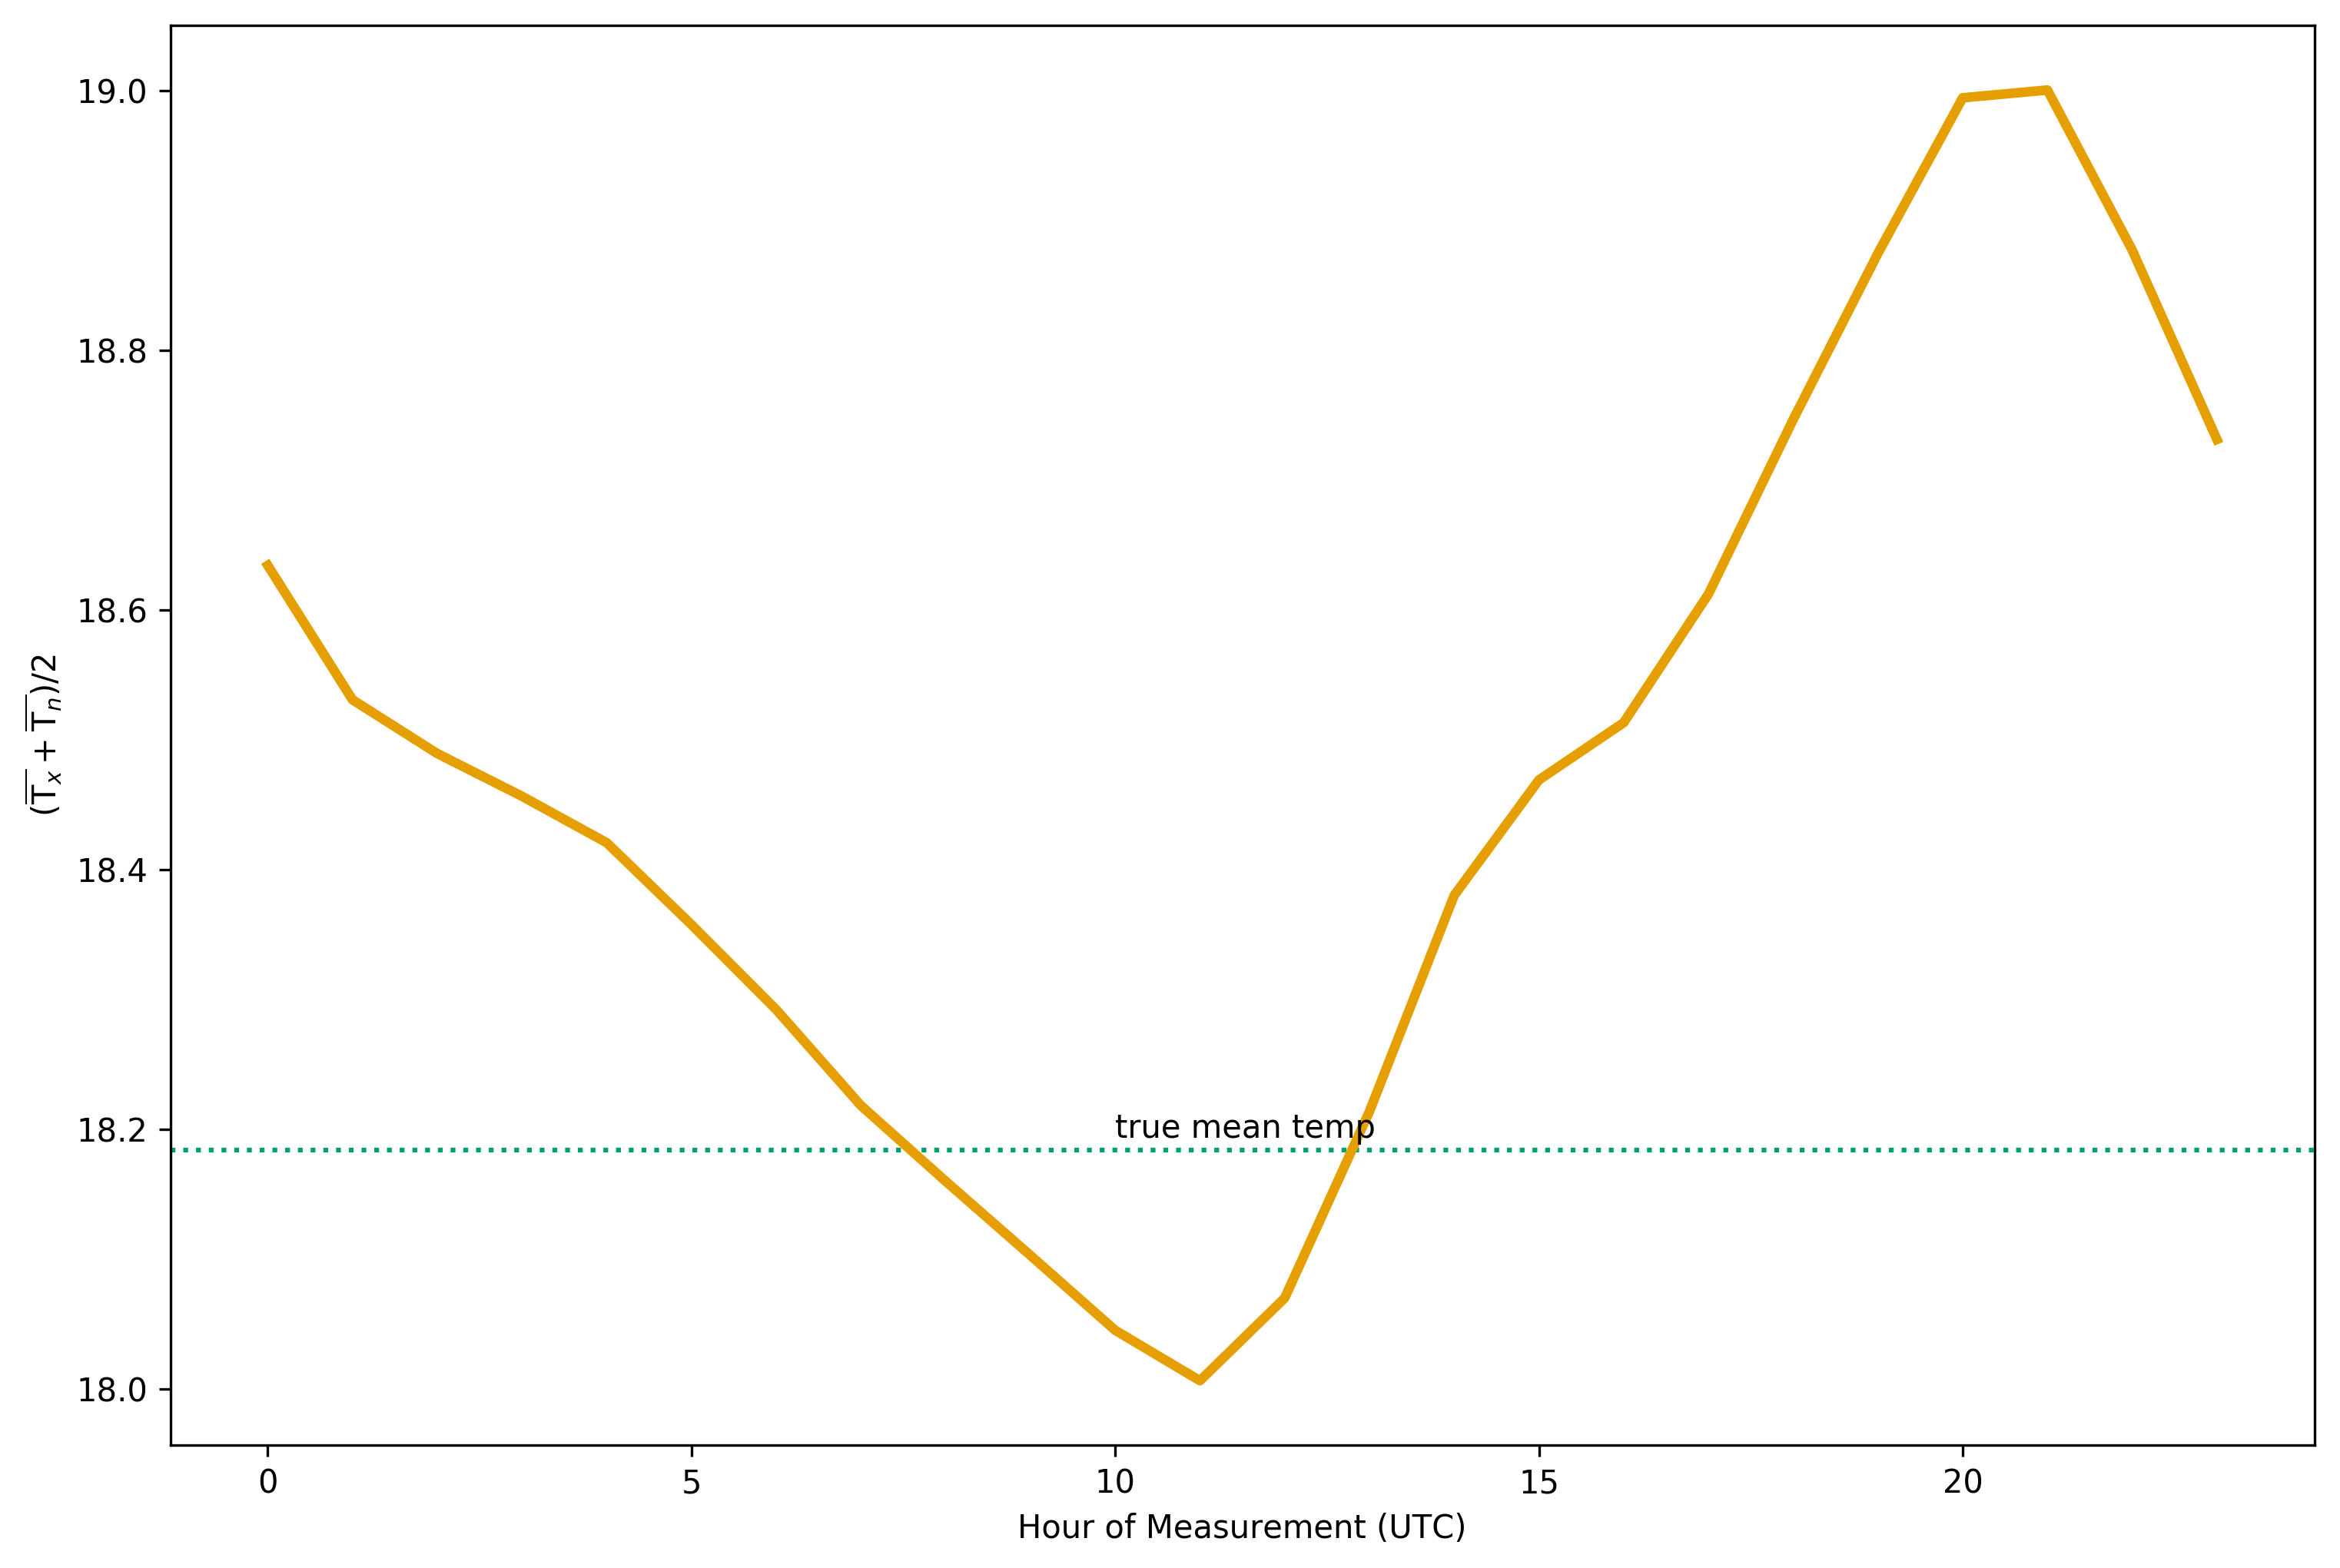 19.0
18.8
18.6
18.4
18.2
18.0
(T̅ₓ + T̅ₙ)/2
true mean temp
0 5 10 15 20
Hour of Measurement (UTC)